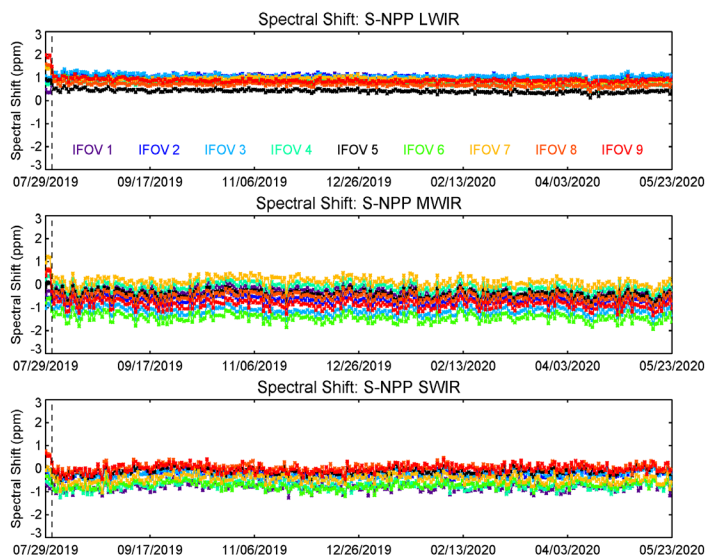 Spectral Shift: S-NPP LWIR
Spectral Shift (ppm)
3
2
1
0
-1
-2
-3
IFOV 1 IFOV 2 IFOV 3 IFOV 4 IFOV 5 IFOV 6 IFOV 7 IFOV 8 IFOV 9
07/29/2019 09/17/2019 11/06/2019 12/26/2019 02/13/2020 04/03/2020 05/23/2020
Spectral Shift: S-NPP MWIR
Spectral Shift (ppm)
3
2
1
0
-1
-2
-3
07/29/2019 09/17/2019 11/06/2019 12/26/2019 02/13/2020 04/03/2020 05/23/2020
Spectral Shift: S-NPP SWIR
Spectral Shift (ppm)
3
2
1
0
-1
-2
-3
07/29/2019 09/17/2019 11/06/2019 12/26/2019 02/13/2020 04/03/2020 05/23/2020